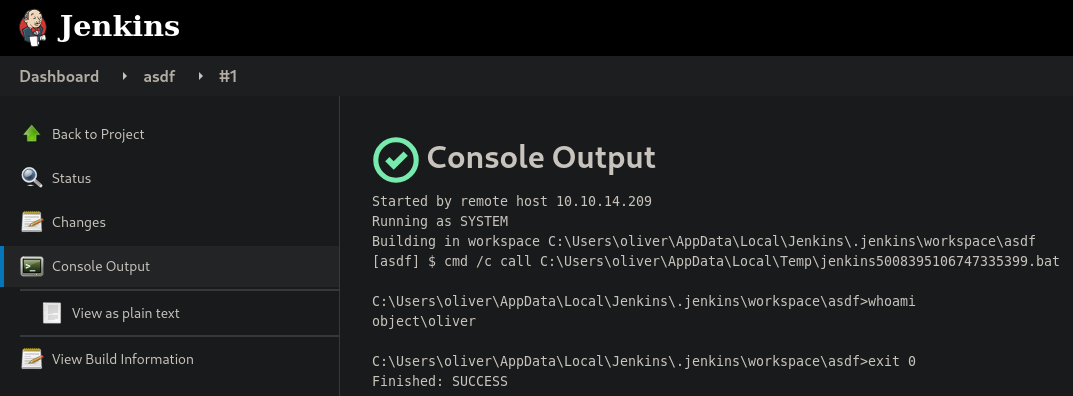 Jenkins
Dashboard asdf #1
Back to Project
Status
Changes
Console Output
View as plain text
View Build Information
Console Output
Started by remote host 10.10.14.209
Running as SYSTEM
Building in workspace C:\Users\oliver\AppData\Local\Jenkins\.jenkins\workspace\asdf
[asdf] $ cmd /c call C:\Users\oliver\AppData\Local\Temp\jenkins5008395106747335399.bat
C:\Users\oliver\AppData\Local\Jenkins\.jenkins\workspace\asdf>whoami
object\oliver
C:\Users\oliver\AppData\Local\Jenkins\.jenkins\workspace\asdf>exit 0
Finished: SUCCESS